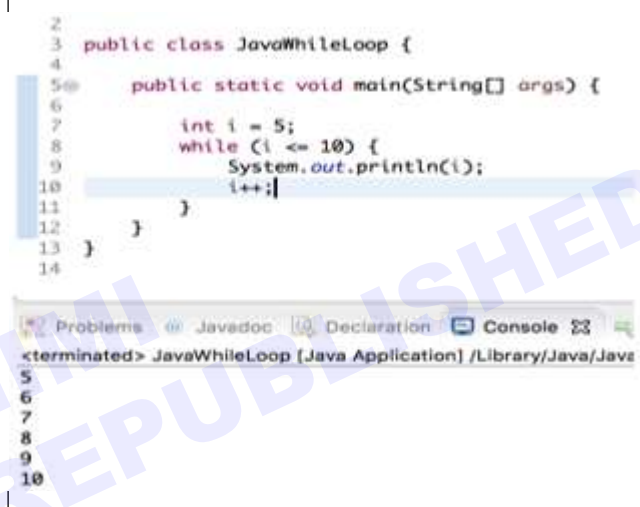 2
3 public class JavaWhileLoop {
4
5 public static void main(String[] args) {
6
7 int i = 5;
8 while (i <= 10) {
9 System.out.println(i);
10 i++;
11 }
12 }
13 }
14
Problems @ Javadoc Declaration Console
<terminated> JavaWhileLoop [Java Application] /Library/Java/Java
5
6
7
8
9
10
REPUBLISHED